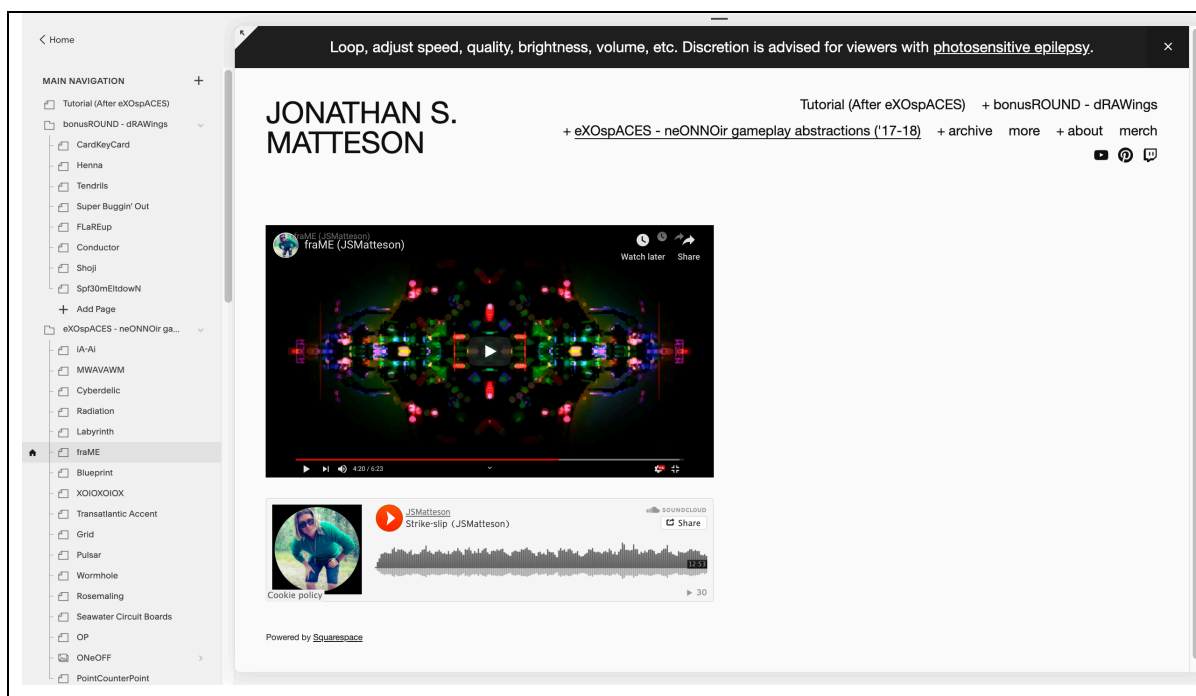 Home
MAIN NAVIGATION +
Tutorial (After eXOspACES)
bonusROUND - dRAWings
CardKeyCard
Henna
Tendrils
Super Buggin' Out
FLaREup
Conductor
Shoji
Spf30mEltdowN
+ Add Page
eXOspACES - neONNOir ga...
iA-Ai
MWAVAWM
Cyberdelic
Radiation
Labyrinth
fraME
Blueprint
XOIOXOIOX
Transatlantic Accent
Grid
Pulsar
Wormhole
Rosemaling
Seawater Circuit Boards
OP
ONeOFF
PointCounterPoint
Loop, adjust speed, quality, brightness, volume, etc. Discretion is advised for viewers with photosensitive epilepsy. ×
JONATHAN S.
MATTESON
Tutorial (After eXOspACES) + bonusROUND - dRAWings
+ eXOspACES - neONNOir gameplay abstractions ('17-18) + archive more + about merch
fraME (JSMatteson)
fraME (JSMatteson)
Watch later Share
4:20 / 6:23
JSMatteson
Strike-slip (JSMatteson)
SOUNDCLOUD
Share
12:53
Cookie policy
30
Powered by Squarespace